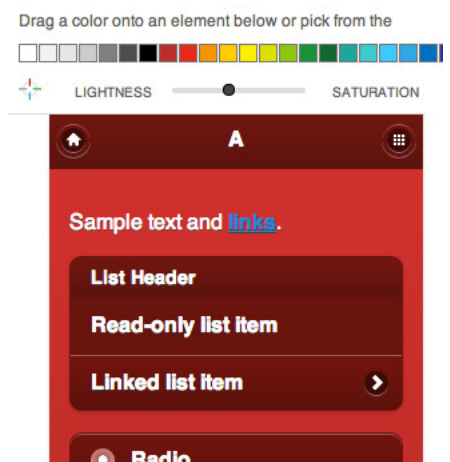 Drag a color onto an element below or pick from the
LIGHTNESS SATURATION
A
Sample text and links.
List Header
Read-only list item
Linked list item
Radio